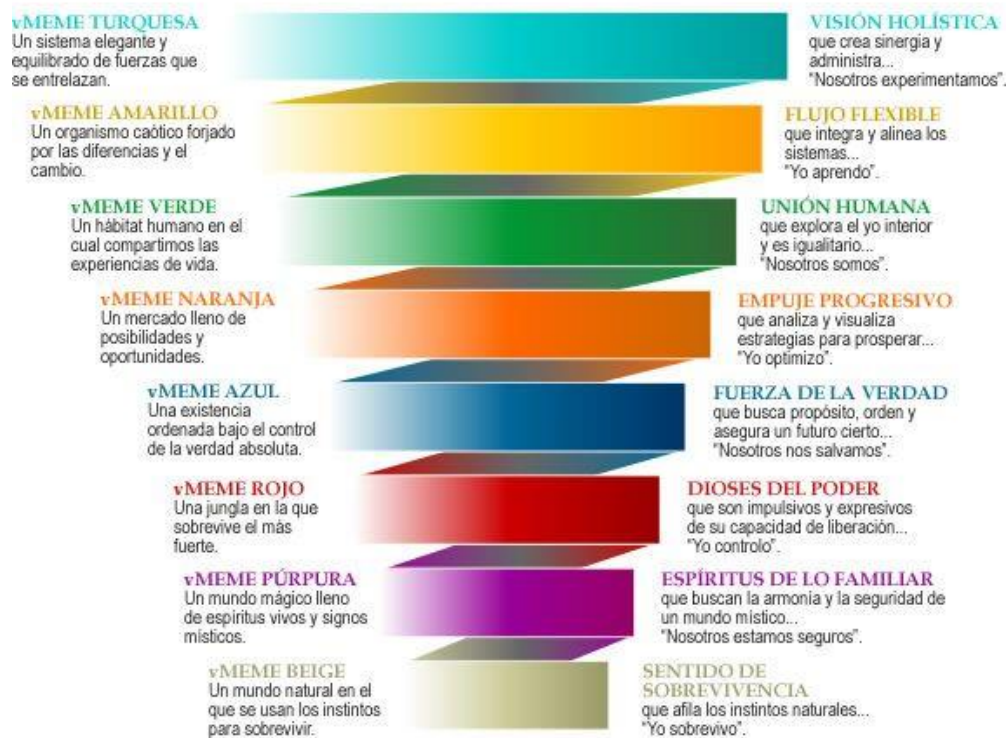 vMEME TURQUESA
Un sistema elegante y
equilibrado de fuerzas que
se entrelazan.
VISIÓN HOLÍSTICA
que crea sinergia y
administra...
"Nosotros experimentamos".
vMEME AMARILLO
Un organismo caótico forjado
por las diferencias y el
cambio.
FLUJO FLEXIBLE
que integra y alinea los
sistemas...
"Yo aprendo".
vMEME VERDE
Un hábitat humano en el
cual compartimos las
experiencias de vida.
UNIÓN HUMANA
que explora el yo interior
y es igualitario...
"Nosotros somos".
vMEME NARANJA
Un mercado lleno de
posibilidades y
oportunidades.
EMPUJE PROGRESIVO
que analiza y visualiza
estrategias para prosperar...
"Yo optimizo".
vMEME AZUL
Una existencia
ordenada bajo el control
de la verdad absoluta.
FUERZA DE LA VERDAD
que busca propósito, orden y
asegura un futuro cierto...
"Nosotros nos salvamos".
vMEME ROJO
Una jungla en la que
sobrevive el más
fuerte.
DIOSES DEL PODER
que son impulsivos y expresivos
de su capacidad de liberación...
"Yo controlo".
vMEME PÚRPURA
Un mundo mágico lleno
de espíritus vivos y signos
místicos.
ESPÍRITUS DE LO FAMILIAR
que buscan la armonía y la seguridad de
un mundo místico...
"Nosotros estamos seguros".
vMEME BEIGE
Un mundo natural en el
que se usan los instintos
para sobrevivir.
SENTIDO DE
SOBREVIVENCIA
que afila los instintos naturales...
"Yo sobrevivo".